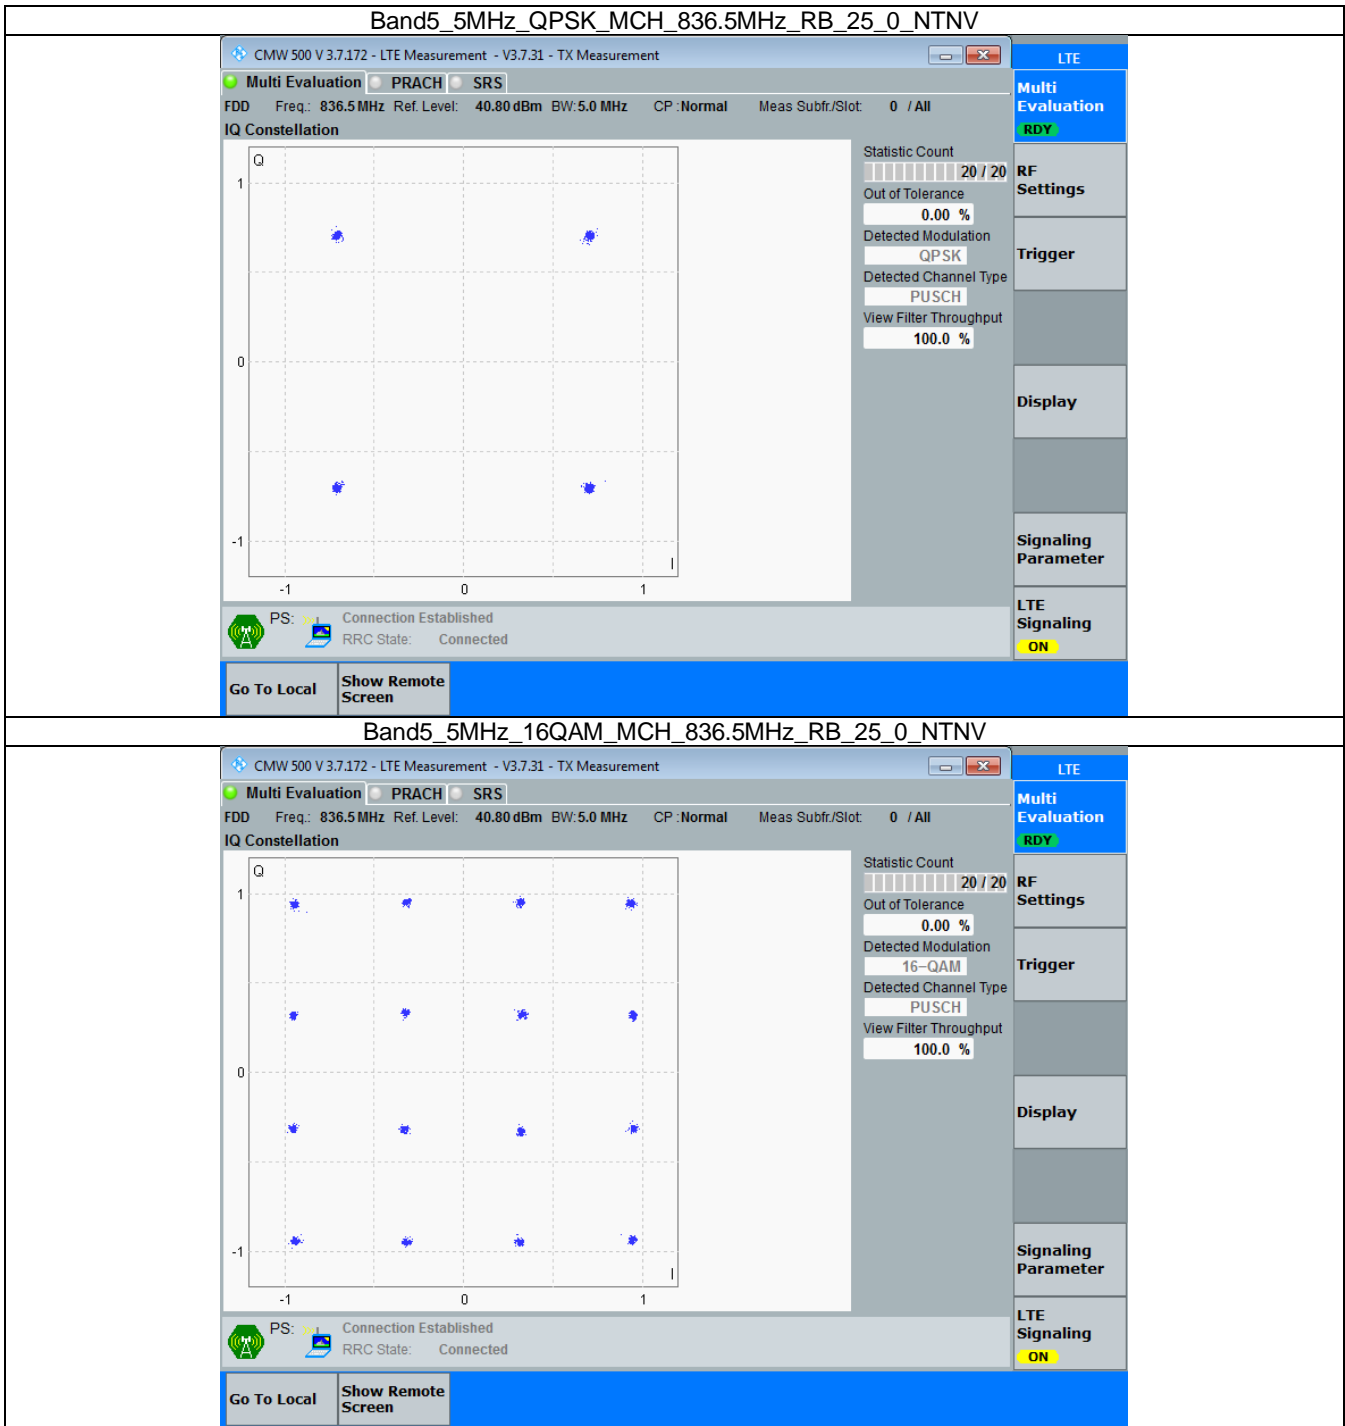 Band5_5MHz_QPSK_MCH_836.5MHz_RB_25_0_NTNV
CMW 500 V 3.7.172 - LTE Measurement - V3.7.31 - TX Measurement
LTE
Multi Evaluation PRACH SRS
Multi
Evaluation
RDY
FDD Freq.: 836.5 MHz Ref. Level: 40.80 dBm BW: 5.0 MHz CP : Normal Meas Subfr./Slot: 0 / All
IQ Constellation
Q
1
0
-1
-1 0 1
I
Statistic Count
20 / 20
Out of Tolerance
0.00 %
Detected Modulation
QPSK
Detected Channel Type
PUSCH
View Filter Throughput
100.0 %
RF
Settings
Trigger
Display
Signaling
Parameter
LTE
Signaling
ON
PS: Connection Established
RRC State: Connected
Go To Local
Show Remote
Screen
Band5_5MHz_16QAM_MCH_836.5MHz_RB_25_0_NTNV
CMW 500 V 3.7.172 - LTE Measurement - V3.7.31 - TX Measurement
LTE
Multi Evaluation PRACH SRS
Multi
Evaluation
RDY
FDD Freq.: 836.5 MHz Ref. Level: 40.80 dBm BW: 5.0 MHz CP : Normal Meas Subfr./Slot: 0 / All
IQ Constellation
Q
1
0
-1
-1 0 1
I
Statistic Count
20 / 20
Out of Tolerance
0.00 %
Detected Modulation
16-QAM
Detected Channel Type
PUSCH
View Filter Throughput
100.0 %
RF
Settings
Trigger
Display
Signaling
Parameter
LTE
Signaling
ON
PS: Connection Established
RRC State: Connected
Go To Local
Show Remote
Screen